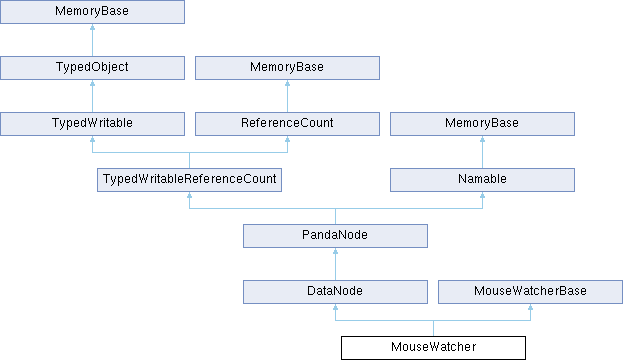 MemoryBase
TypedObject
MemoryBase
TypedWritable
ReferenceCount
MemoryBase
TypedWritableReferenceCount
Namable
PandaNode
DataNode
MouseWatcherBase
MouseWatcher